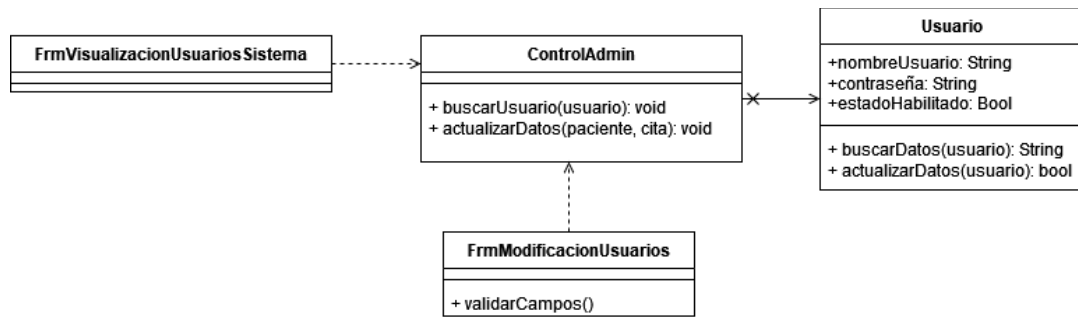 FrmVisualizacionUsuariosSistema
ControlAdmin
+ buscarUsuario(usuario): void
+ actualizarDatos(paciente, cita): void
Usuario
+nombreUsuario: String
+contraseña: String
+estadoHabilitado: Bool
+ buscarDatos(usuario): String
+ actualizarDatos(usuario): bool
FrmModificacionUsuarios
+ validarCampos()